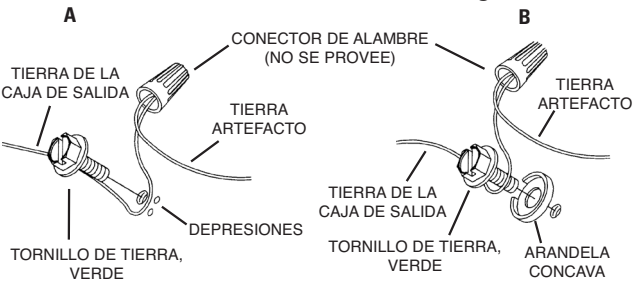 A
B
CONECTOR DE ALAMBRE
(NO SE PROVEE)
TIERRA DE LA
CAJA DE SALIDA
TIERRA
ARTEFACTO
DEPRESIONES
TORNILLO DE TIERRA,
VERDE
TIERRA
ARTEFACTO
TIERRA DE LA
CAJA DE SALIDA
TORNILLO DE TIERRA,
VERDE
ARANDELA
CONCAVA